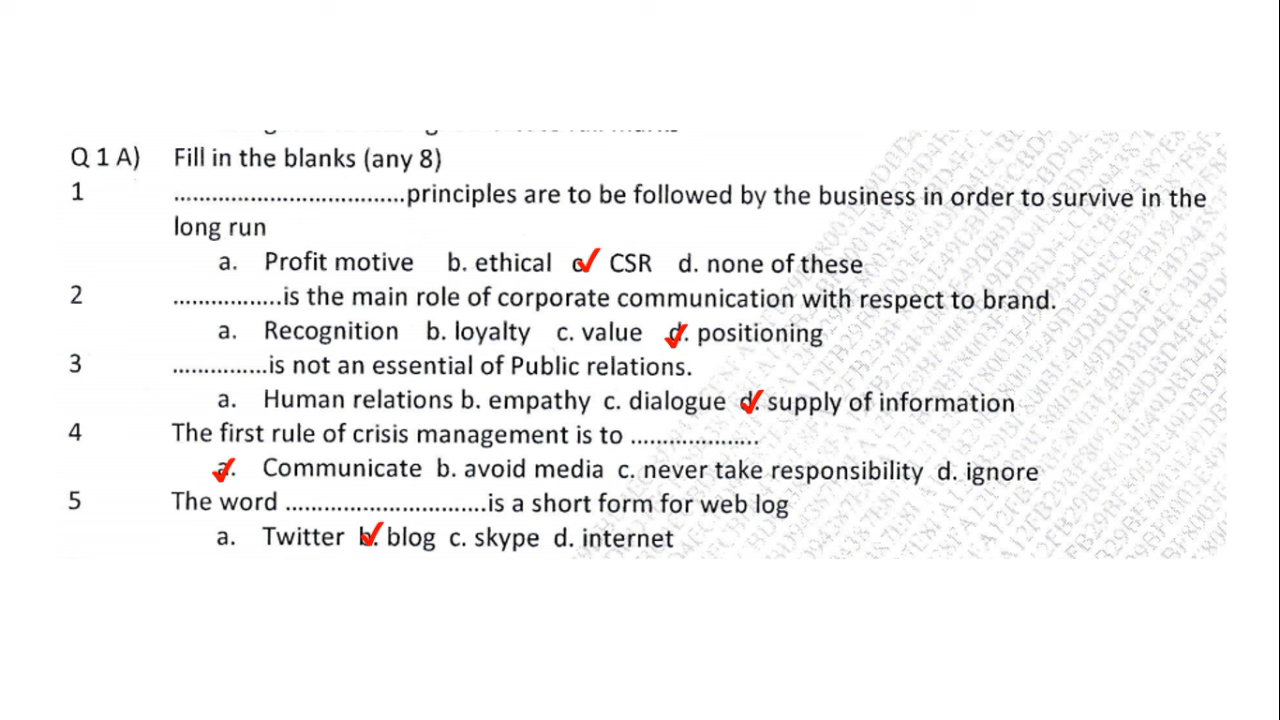 Q 1 A) Fill in the blanks (any 8)
1 ....................................principles are to be followed by the business in order to survive in the
long run
a. Profit motive b. ethical c. CSR d. none of these
2 .................is the main role of corporate communication with respect to brand.
a. Recognition b. loyalty c. value d. positioning
3 ...............is not an essential of Public relations.
a. Human relations b. empathy c. dialogue d. supply of information
4 The first rule of crisis management is to ....................
a. Communicate b. avoid media c. never take responsibility d. ignore
5 The word ...............................is a short form for web log
a. Twitter b. blog c. skype d. internet